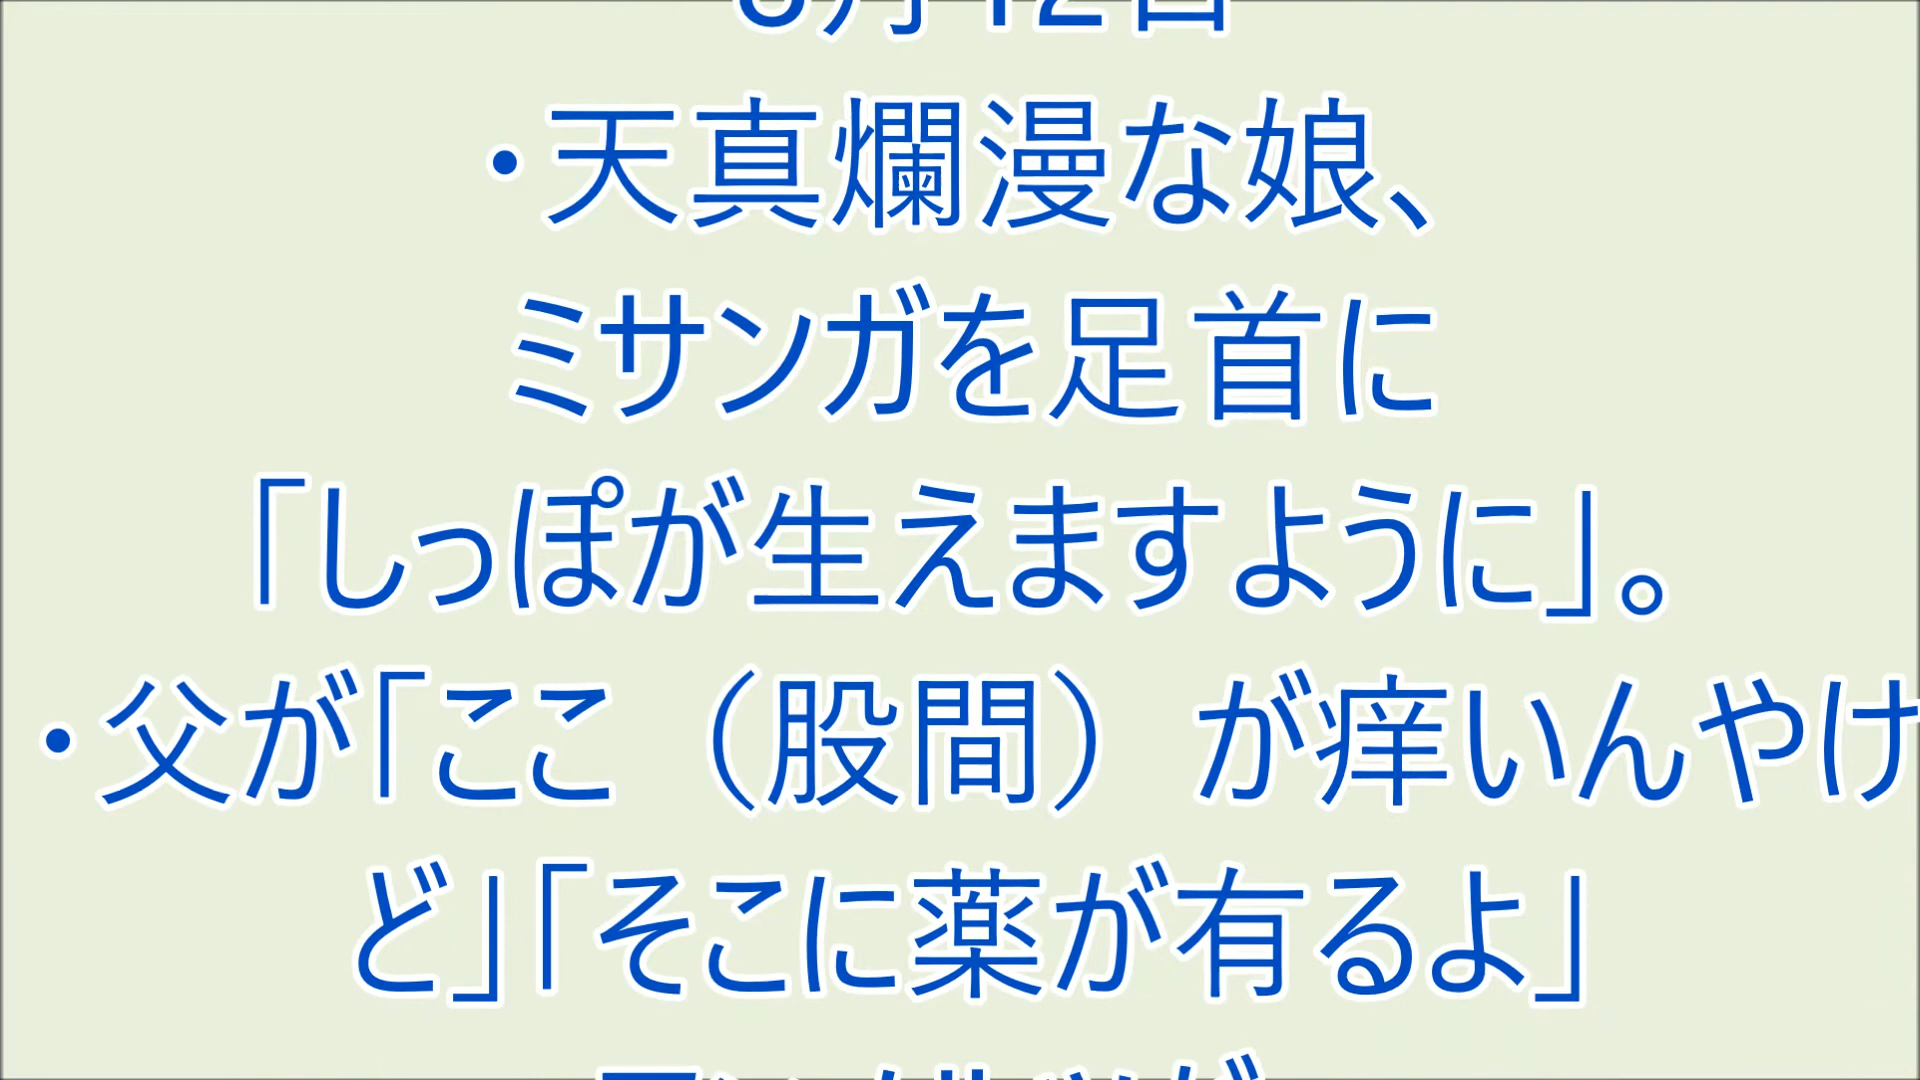 ・天真爛漫な娘、
ミサンガを足首に
「しっぽが生えますように」。
・父が「ここ（股間）が痒いんやけ
ど」「そこに薬が有るよ」